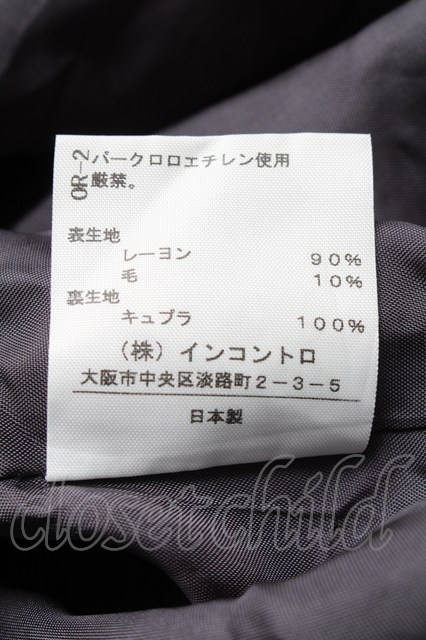 OR-2
パークロロエチレン使用
厳禁。
表生地
レーヨン 90%
毛 10%
裏生地
キュプラ 100%
(株)インコントロ
大阪市中央区淡路町2-3-5
日本製
closetchild